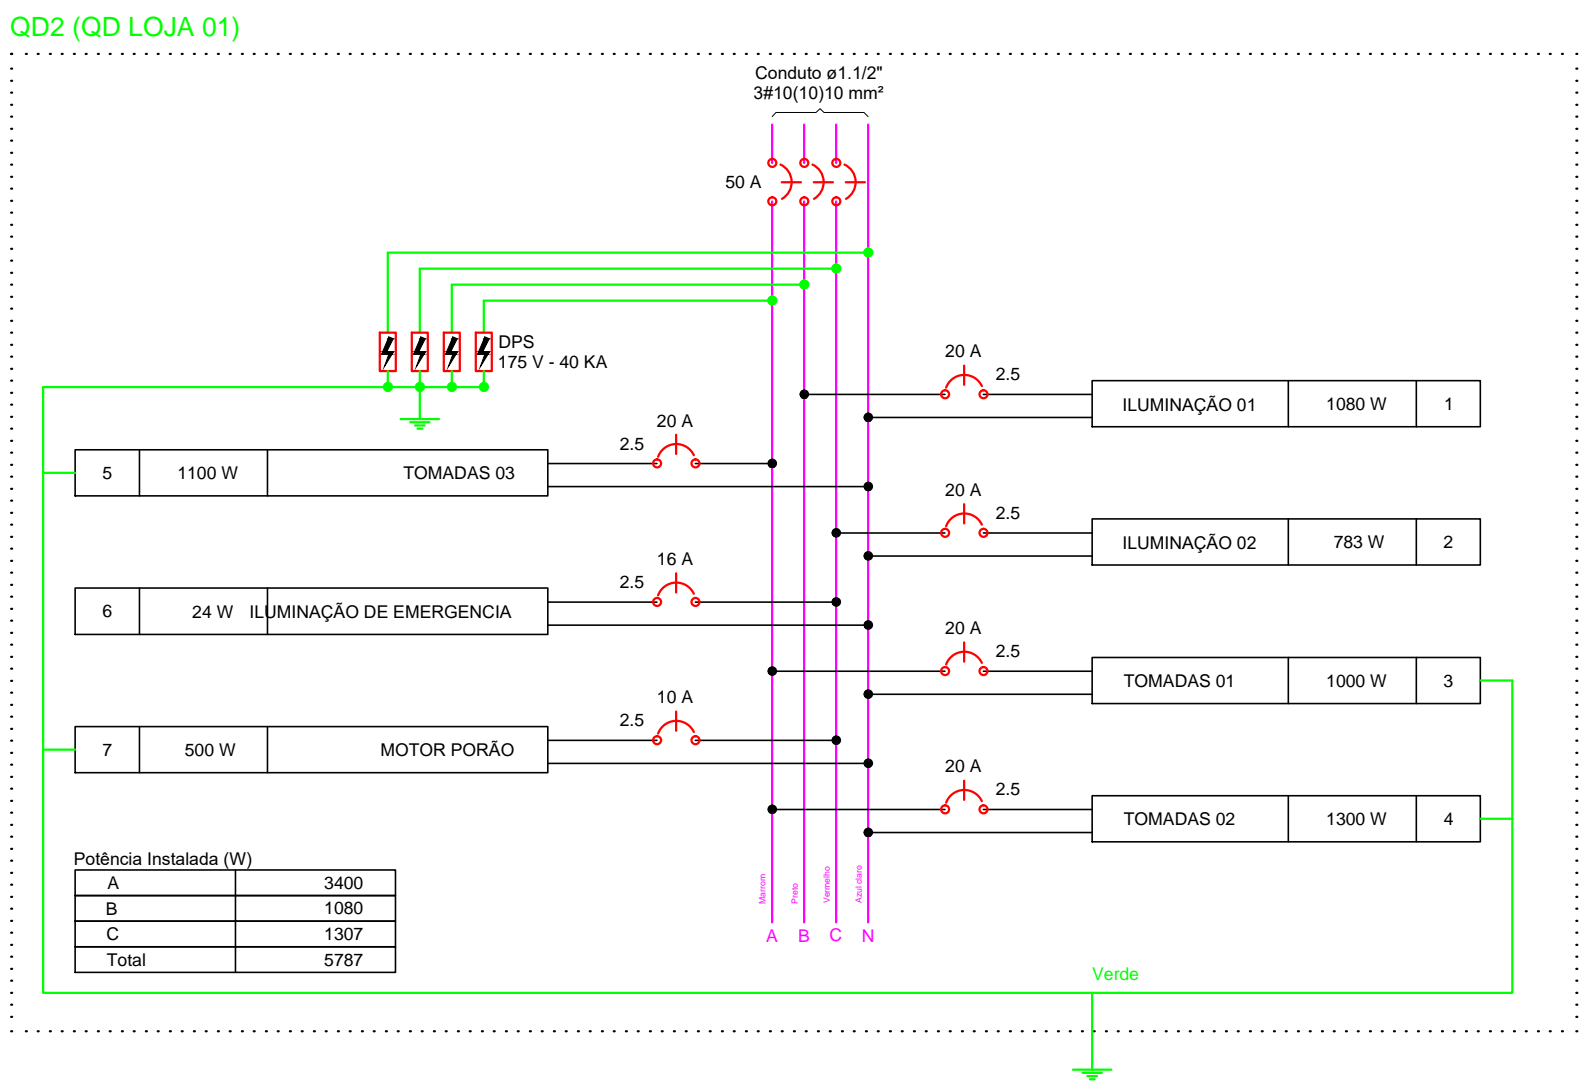 QD2 (QD LOJA 01)
Conduto ø1.1/2"
3#10(10)10 mm²
50 A
DPS
175 V - 40 KA
20 A
2.5
ILUMINAÇÃO 01 1080 W 1
20 A
2.5
5 1100 W TOMADAS 03
20 A
2.5
ILUMINAÇÃO 02 783 W 2
16 A
2.5
6 24 W ILUMINAÇÃO DE EMERGENCIA
20 A
2.5
TOMADAS 01 1000 W 3
10 A
2.5
7 500 W MOTOR PORÃO
20 A
2.5
TOMADAS 02 1300 W 4
Potência Instalada (W)
A 3400
B 1080
C 1307
Total 5787
Marrom
Preto
Vermelho
Azul claro
A B C N
Verde